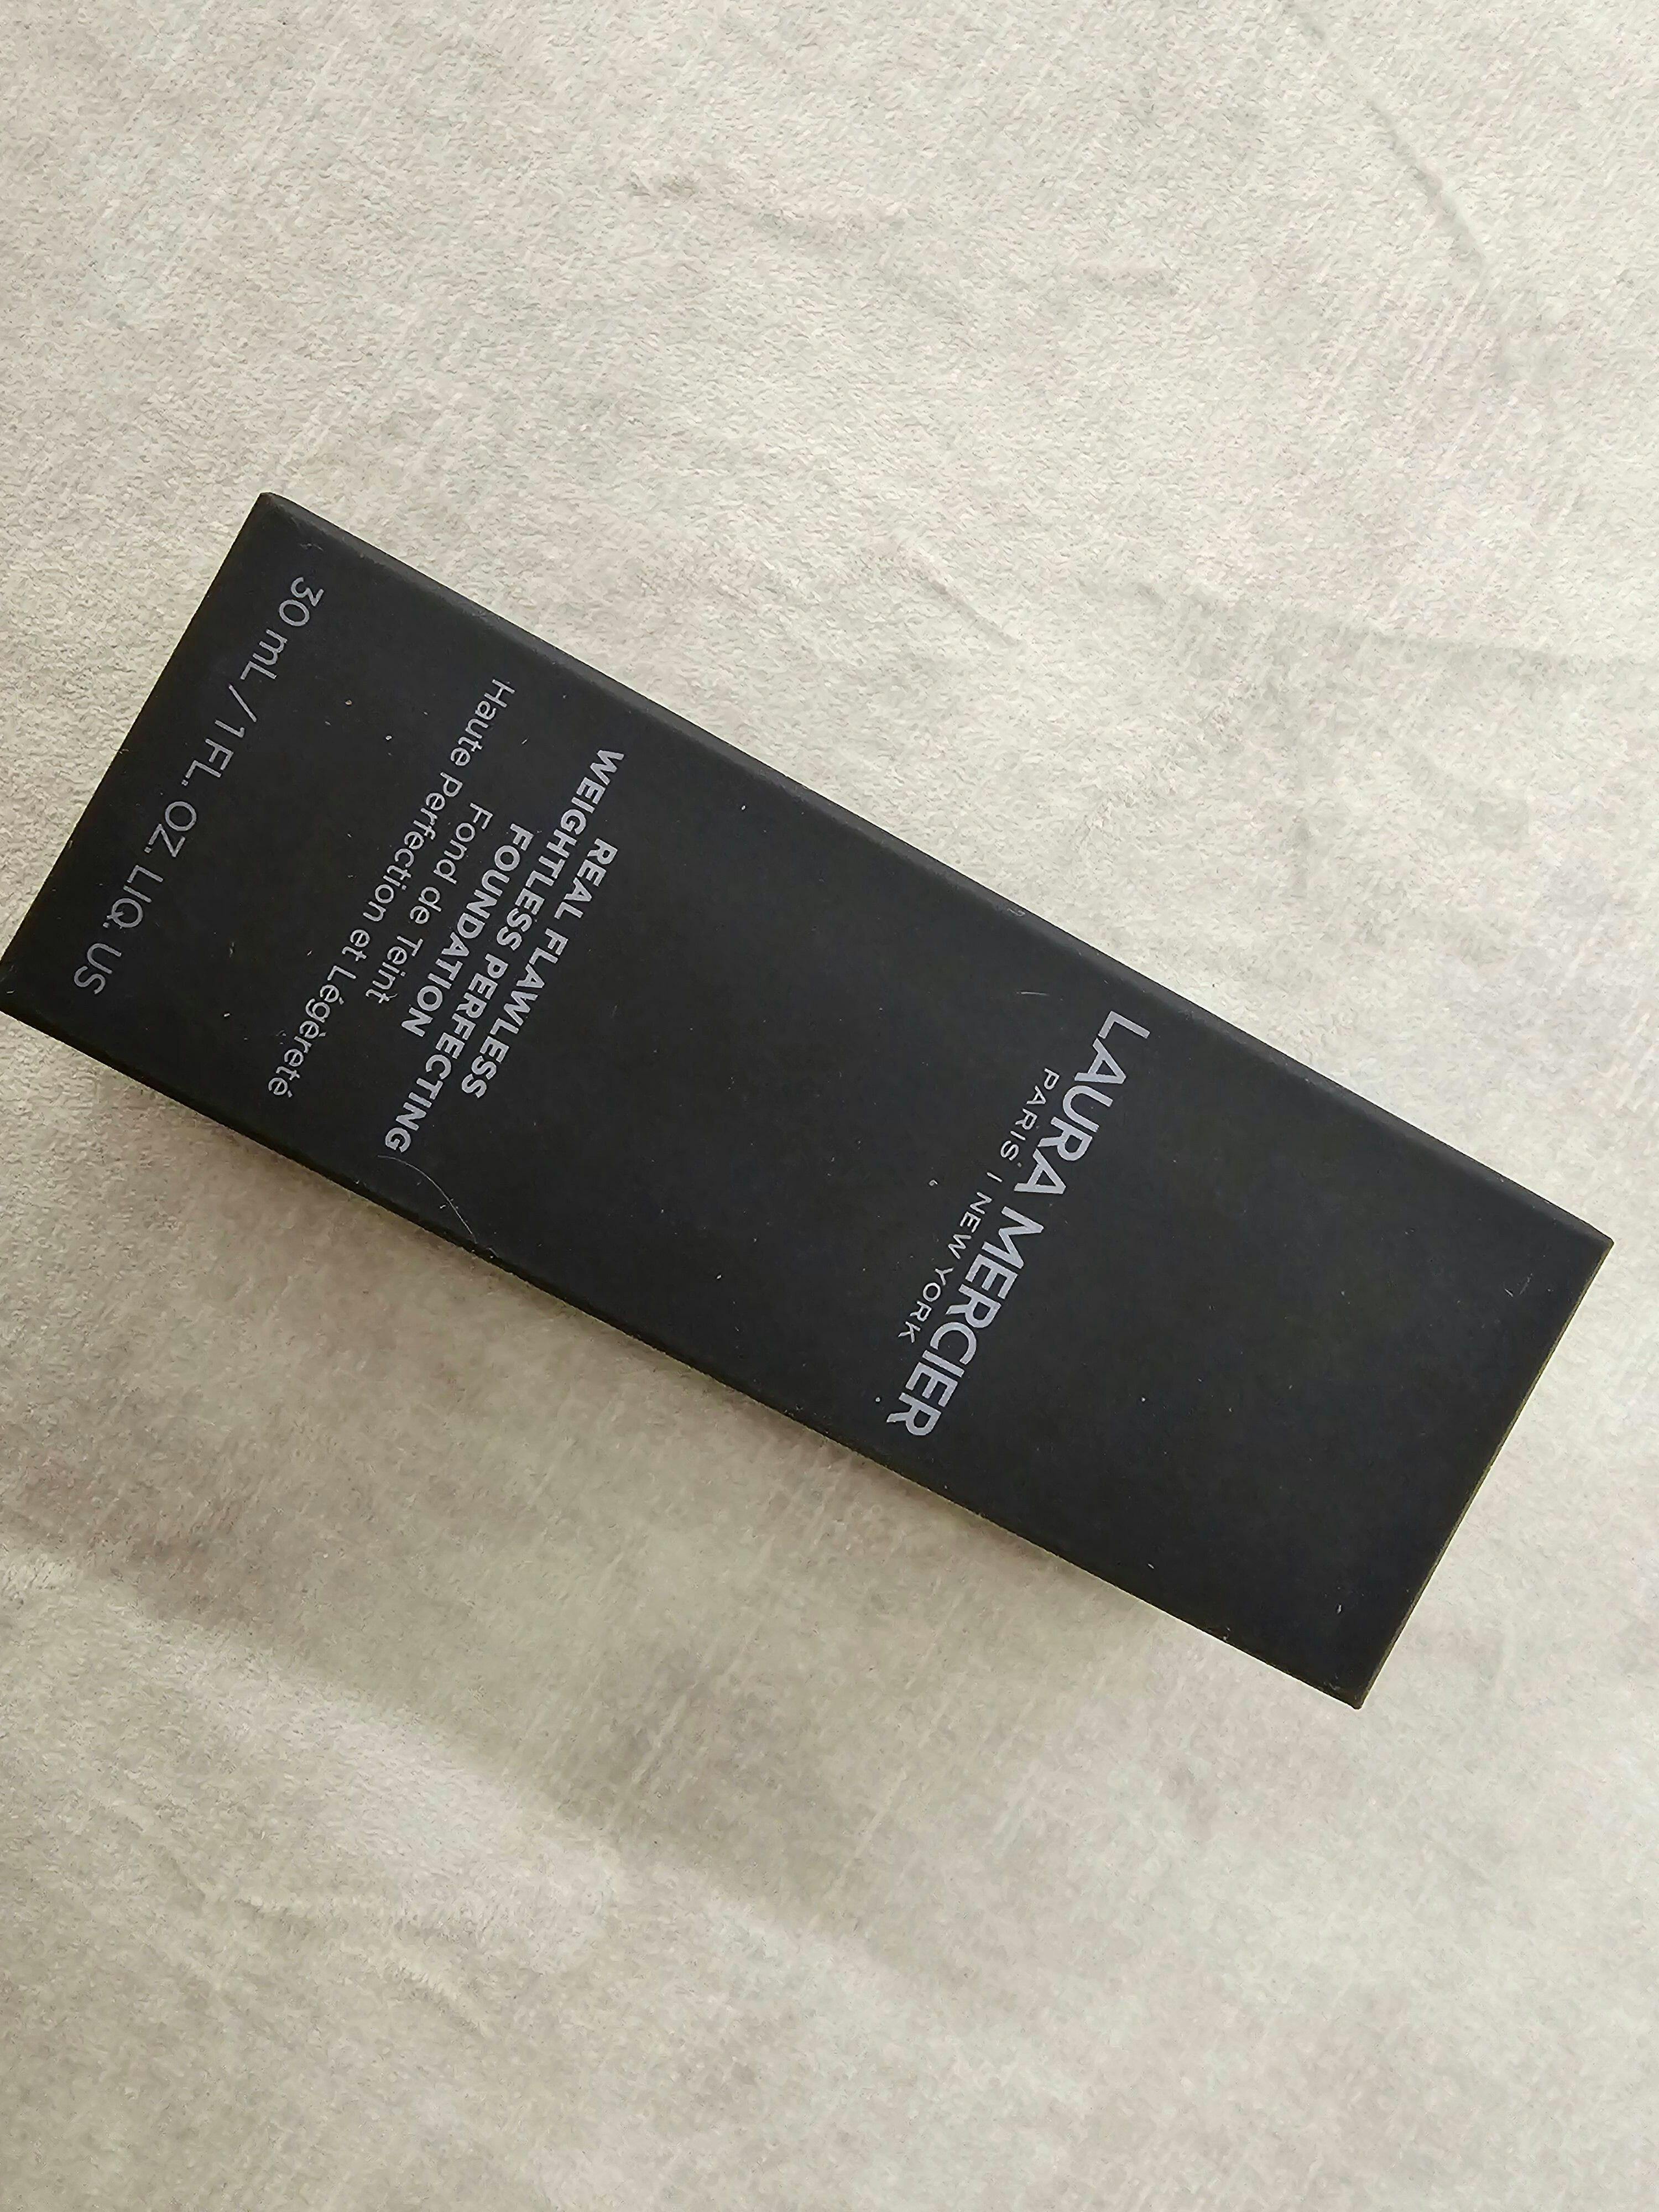 LAURA MERCIER
PARIS | NEW YORK
REAL FLAWLESS
WEIGHTLESS PERFECTING
FOUNDATION
Fond de Teint
Haute Perfection et Légèreté
30 mL / 1 FL. OZ. LIQ. US